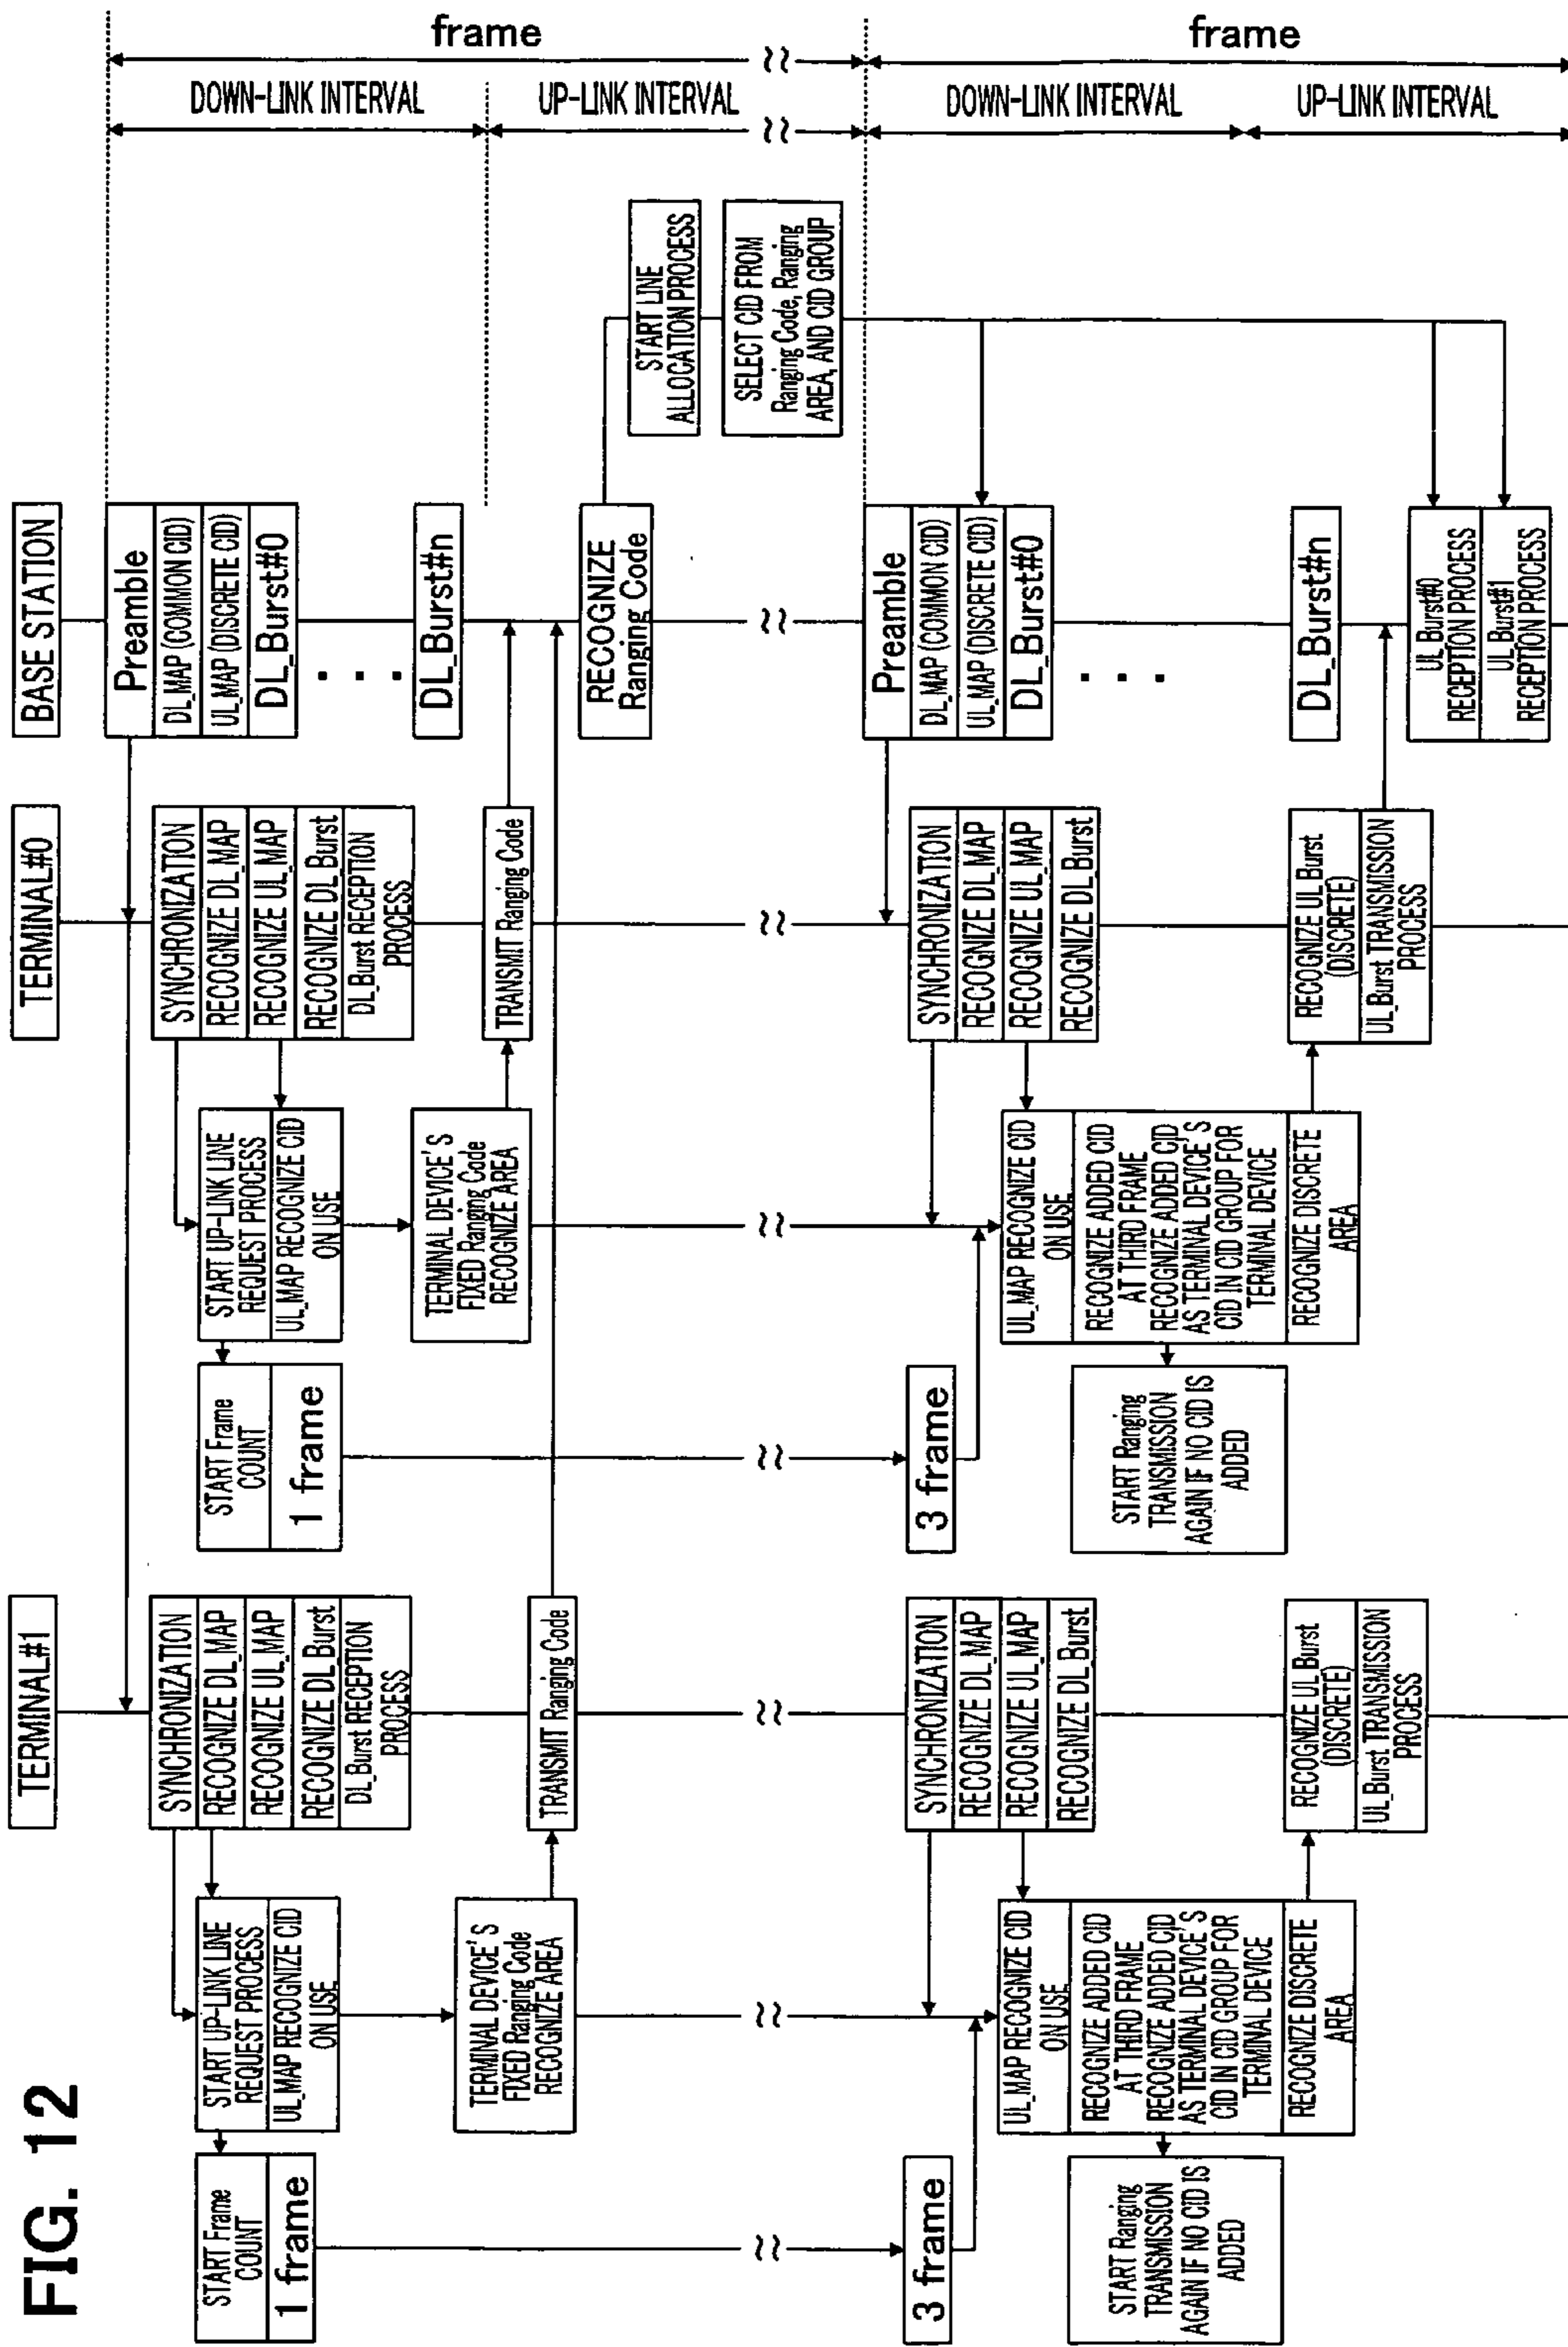 FIG. 12
TERMINAL#1
SYNCHRONIZATION
RECOGNIZE DL_MAP
RECOGNIZE UL_MAP
RECOGNIZE DL_Burst
DL_Burst RECEPTION
PROCESS
START UP-LINK LINE
REQUEST PROCESS
UL_MAP RECOGNIZE CID
ON USE
START Frame
COUNT
1 frame
TERMINAL DEVICE'S
FIXED Ranging Code
RECOGNIZE AREA
TRANSMIT Ranging Code
3 frame
SYNCHRONIZATION
RECOGNIZE DL_MAP
RECOGNIZE UL_MAP
RECOGNIZE DL_Burst
UL_MAP RECOGNIZE CID
ON USE
RECOGNIZE ADDED CID
AT THIRD FRAME
RECOGNIZE ADDED CID
AS TERMINAL DEVICE'S
CID IN CID GROUP FOR
TERMINAL DEVICE
RECOGNIZE DISCRETE
AREA
START Ranging
TRANSMISSION
AGAIN IF NO CID IS
ADDED
RECOGNIZE UL_Burst
(DISCRETE)
UL_Burst TRANSMISSION
PROCESS
TERMINAL#0
SYNCHRONIZATION
RECOGNIZE DL_MAP
RECOGNIZE UL_MAP
RECOGNIZE DL_Burst
DL_Burst RECEPTION
PROCESS
START UP-LINK LINE
REQUEST PROCESS
UL_MAP RECOGNIZE CID
ON USE
START Frame
COUNT
1 frame
TERMINAL DEVICE'S
FIXED Ranging Code
RECOGNIZE AREA
TRANSMIT Ranging Code
3 frame
SYNCHRONIZATION
RECOGNIZE DL_MAP
RECOGNIZE UL_MAP
RECOGNIZE DL_Burst
UL_MAP RECOGNIZE CID
ON USE
RECOGNIZE ADDED CID
AT THIRD FRAME
RECOGNIZE ADDED CID
AS TERMINAL DEVICE'S
CID IN CID GROUP FOR
TERMINAL DEVICE
RECOGNIZE DISCRETE
AREA
START Ranging
TRANSMISSION
AGAIN IF NO CID IS
ADDED
RECOGNIZE UL_Burst
(DISCRETE)
UL_Burst TRANSMISSION
PROCESS
BASE STATION
Preamble
DL_MAP (COMMON CID)
UL_MAP (DISCRETE CID)
DL_Burst#0
. . .
DL_Burst#n
RECOGNIZE
Ranging Code
START LINE
ALLOCATION PROCESS
SELECT CID FROM
Ranging Code, Ranging
AREA, AND CID GROUP
Preamble
DL_MAP (COMMON CID)
UL_MAP (DISCRETE CID)
DL_Burst#0
. . .
DL_Burst#n
UL_Burst#0
RECEPTION PROCESS
UL_Burst#1
RECEPTION PROCESS
DOWN-LINK INTERVAL
UP-LINK INTERVAL
DOWN-LINK INTERVAL
UP-LINK INTERVAL
frame
frame